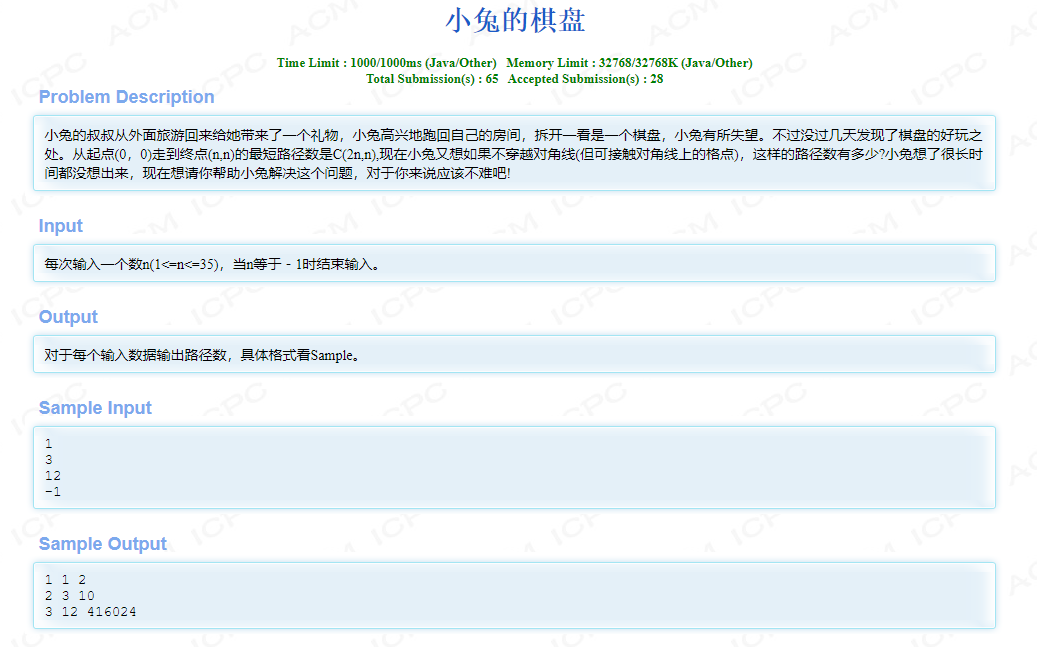 小兔的棋盘
Time Limit : 1000/1000ms (Java/Other) Memory Limit : 32768/32768K (Java/Other)
Total Submission(s) : 65 Accepted Submission(s) : 28
Problem Description
小兔的叔叔从外面旅游回来给她带来了一个礼物，小兔高兴地跑回自己的房间，拆开一看是一个棋盘，小兔有所失望。不过没过几天发现了棋盘的好玩之
处。从起点(0，0)走到终点(n,n)的最短路径数是C(2n,n),现在小兔又想如果不穿越对角线(但可接触对角线上的格点)，这样的路径数有多少?小兔想了很长时
间都没想出来，现在想请你帮助小兔解决这个问题，对于你来说应该不难吧!
Input
每次输入一个数n(1<=n<=35)，当n等于－1时结束输入。
Output
对于每个输入数据输出路径数，具体格式看Sample。
Sample Input
1
3
12
-1
Sample Output
1 1 2
2 3 10
3 12 416024